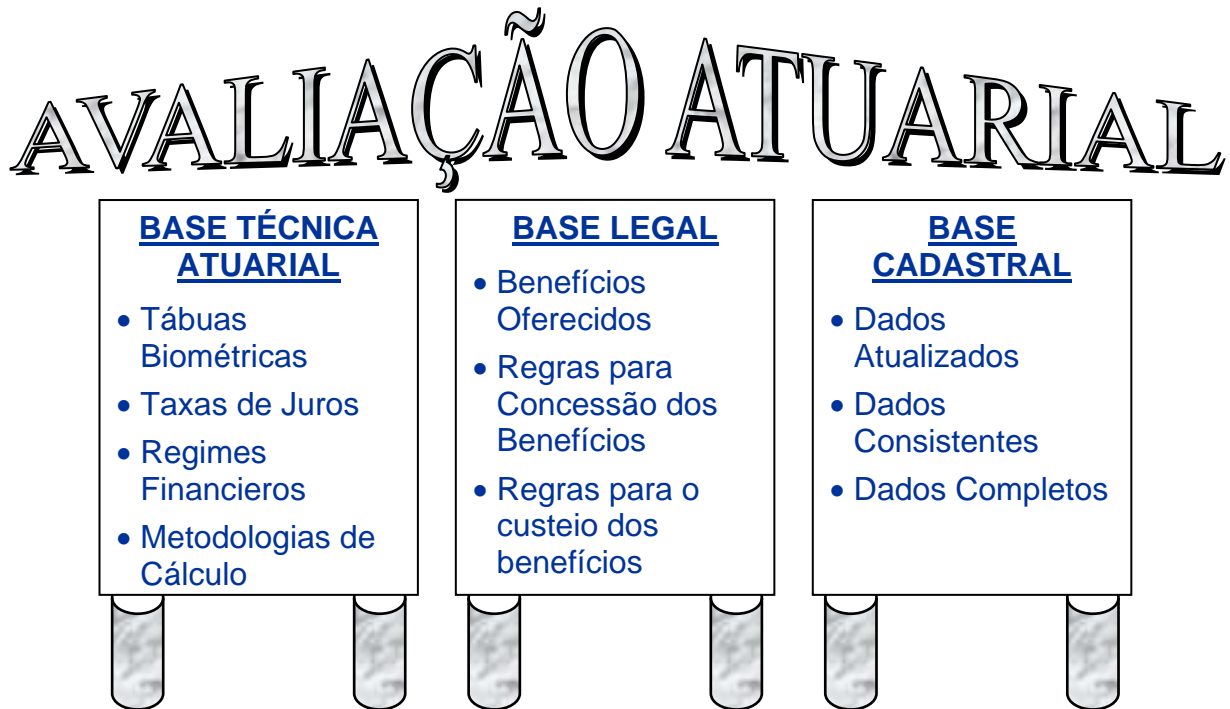 AVALIAÇÃO ATUARIAL
BASE TÉCNICA
ATUARIAL
• Tábuas
Biométricas
• Taxas de Juros
• Regimes
Financieros
• Metodologias de
Cálculo
BASE LEGAL
• Benefícios
Oferecidos
• Regras para
Concessão dos
Benefícios
• Regras para o
custeio dos
benefícios
BASE
CADASTRAL
• Dados
Atualizados
• Dados
Consistentes
• Dados Completos